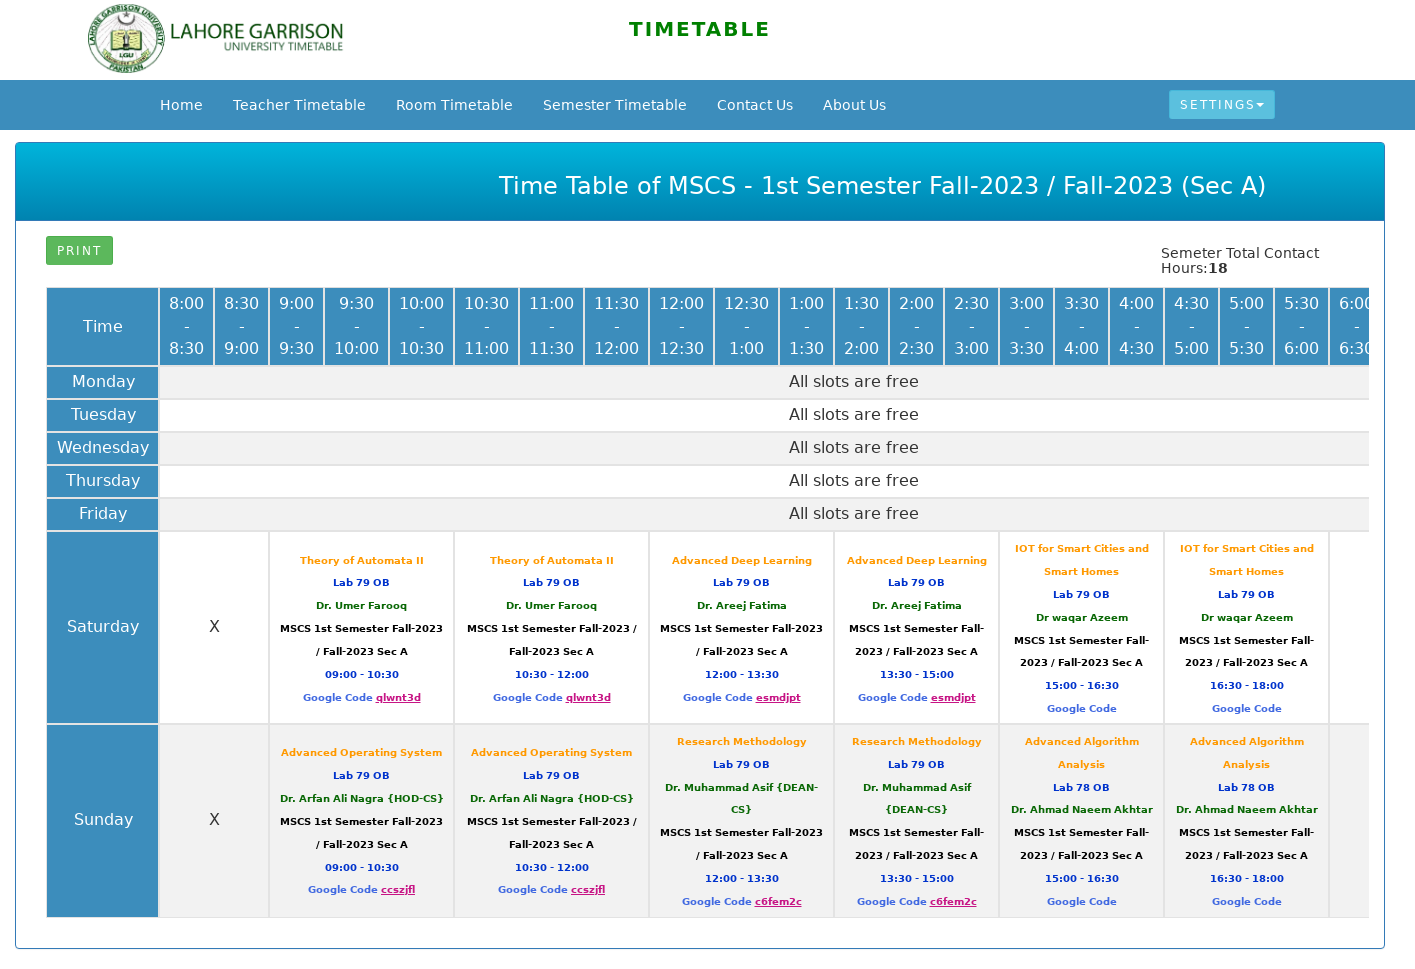 LAHORE GARRISON
UNIVERSITY TIMETABLE
TIMETABLE
Home Teacher Timetable Room Timetable Semester Timetable Contact Us About Us SETTINGS
Time Table of MSCS - 1st Semester Fall-2023 / Fall-2023 (Sec A)
PRINT
Semeter Total Contact
Hours:18
Time
8:00 - 8:30
8:30 - 9:00
9:00 - 9:30
9:30 - 10:00
10:00 - 10:30
10:30 - 11:00
11:00 - 11:30
11:30 - 12:00
12:00 - 12:30
12:30 - 1:00
1:00 - 1:30
1:30 - 2:00
2:00 - 2:30
2:30 - 3:00
3:00 - 3:30
3:30 - 4:00
4:00 - 4:30
4:30 - 5:00
5:00 - 5:30
5:30 - 6:00
6:00 - 6:30
Monday All slots are free
Tuesday All slots are free
Wednesday All slots are free
Thursday All slots are free
Friday All slots are free
Saturday
X
Theory of Automata II
Lab 79 OB
Dr. Umer Farooq
MSCS 1st Semester Fall-2023
/ Fall-2023 Sec A
09:00 - 10:30
Google Code qlwnt3d
Theory of Automata II
Lab 79 OB
Dr. Umer Farooq
MSCS 1st Semester Fall-2023 /
Fall-2023 Sec A
10:30 - 12:00
Google Code qlwnt3d
Advanced Deep Learning
Lab 79 OB
Dr. Areej Fatima
MSCS 1st Semester Fall-2023
/ Fall-2023 Sec A
12:00 - 13:30
Google Code esmdjpt
Advanced Deep Learning
Lab 79 OB
Dr. Areej Fatima
MSCS 1st Semester Fall-
2023 / Fall-2023 Sec A
13:30 - 15:00
Google Code esmdjpt
IOT for Smart Cities and
Smart Homes
Lab 79 OB
Dr waqar Azeem
MSCS 1st Semester Fall-
2023 / Fall-2023 Sec A
15:00 - 16:30
Google Code
IOT for Smart Cities and
Smart Homes
Lab 79 OB
Dr waqar Azeem
MSCS 1st Semester Fall-
2023 / Fall-2023 Sec A
16:30 - 18:00
Google Code
Sunday
X
Advanced Operating System
Lab 79 OB
Dr. Arfan Ali Nagra {HOD-CS}
MSCS 1st Semester Fall-2023
/ Fall-2023 Sec A
09:00 - 10:30
Google Code ccszjfl
Advanced Operating System
Lab 79 OB
Dr. Arfan Ali Nagra {HOD-CS}
MSCS 1st Semester Fall-2023 /
Fall-2023 Sec A
10:30 - 12:00
Google Code ccszjfl
Research Methodology
Lab 79 OB
Dr. Muhammad Asif {DEAN-
CS}
MSCS 1st Semester Fall-2023
/ Fall-2023 Sec A
12:00 - 13:30
Google Code c6fem2c
Research Methodology
Lab 79 OB
Dr. Muhammad Asif
{DEAN-CS}
MSCS 1st Semester Fall-
2023 / Fall-2023 Sec A
13:30 - 15:00
Google Code c6fem2c
Advanced Algorithm
Analysis
Lab 78 OB
Dr. Ahmad Naeem Akhtar
MSCS 1st Semester Fall-
2023 / Fall-2023 Sec A
15:00 - 16:30
Google Code
Advanced Algorithm
Analysis
Lab 78 OB
Dr. Ahmad Naeem Akhtar
MSCS 1st Semester Fall-
2023 / Fall-2023 Sec A
16:30 - 18:00
Google Code